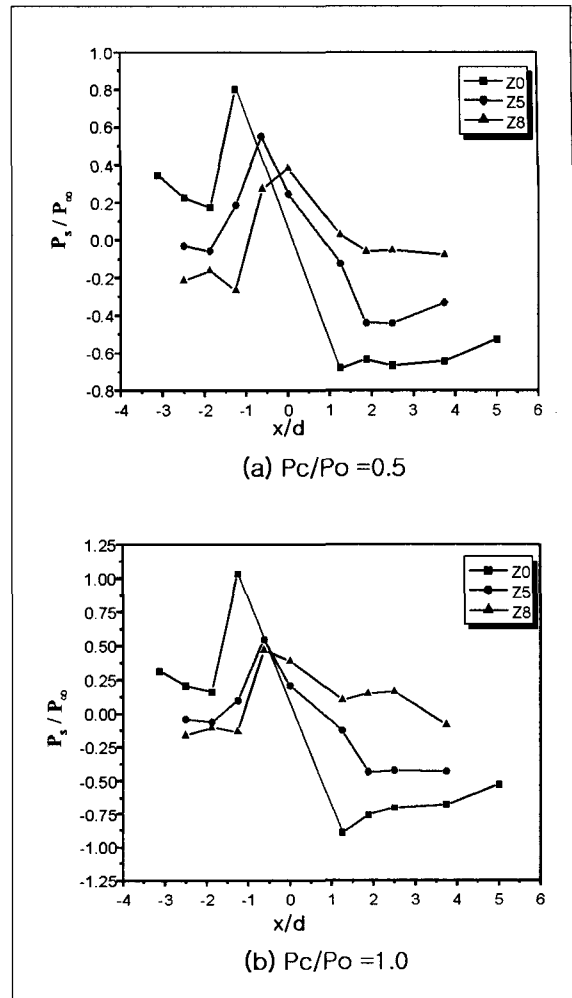 1.0
0.8
0.6
0.4
0.2
0.0
-0.2
-0.4
-0.6
-0.8
Ps / P∞
Z0
Z5
Z8
-4 -3 -2 -1 0 1 2 3 4 5 6
x/d
(a) Pc/Po =0.5
1.25
1.00
0.75
0.50
0.25
0.00
-0.25
-0.50
-0.75
-1.00
-1.25
Ps / P∞
Z0
Z5
Z8
-4 -3 -2 -1 0 1 2 3 4 5 6
x/d
(b) Pc/Po =1.0